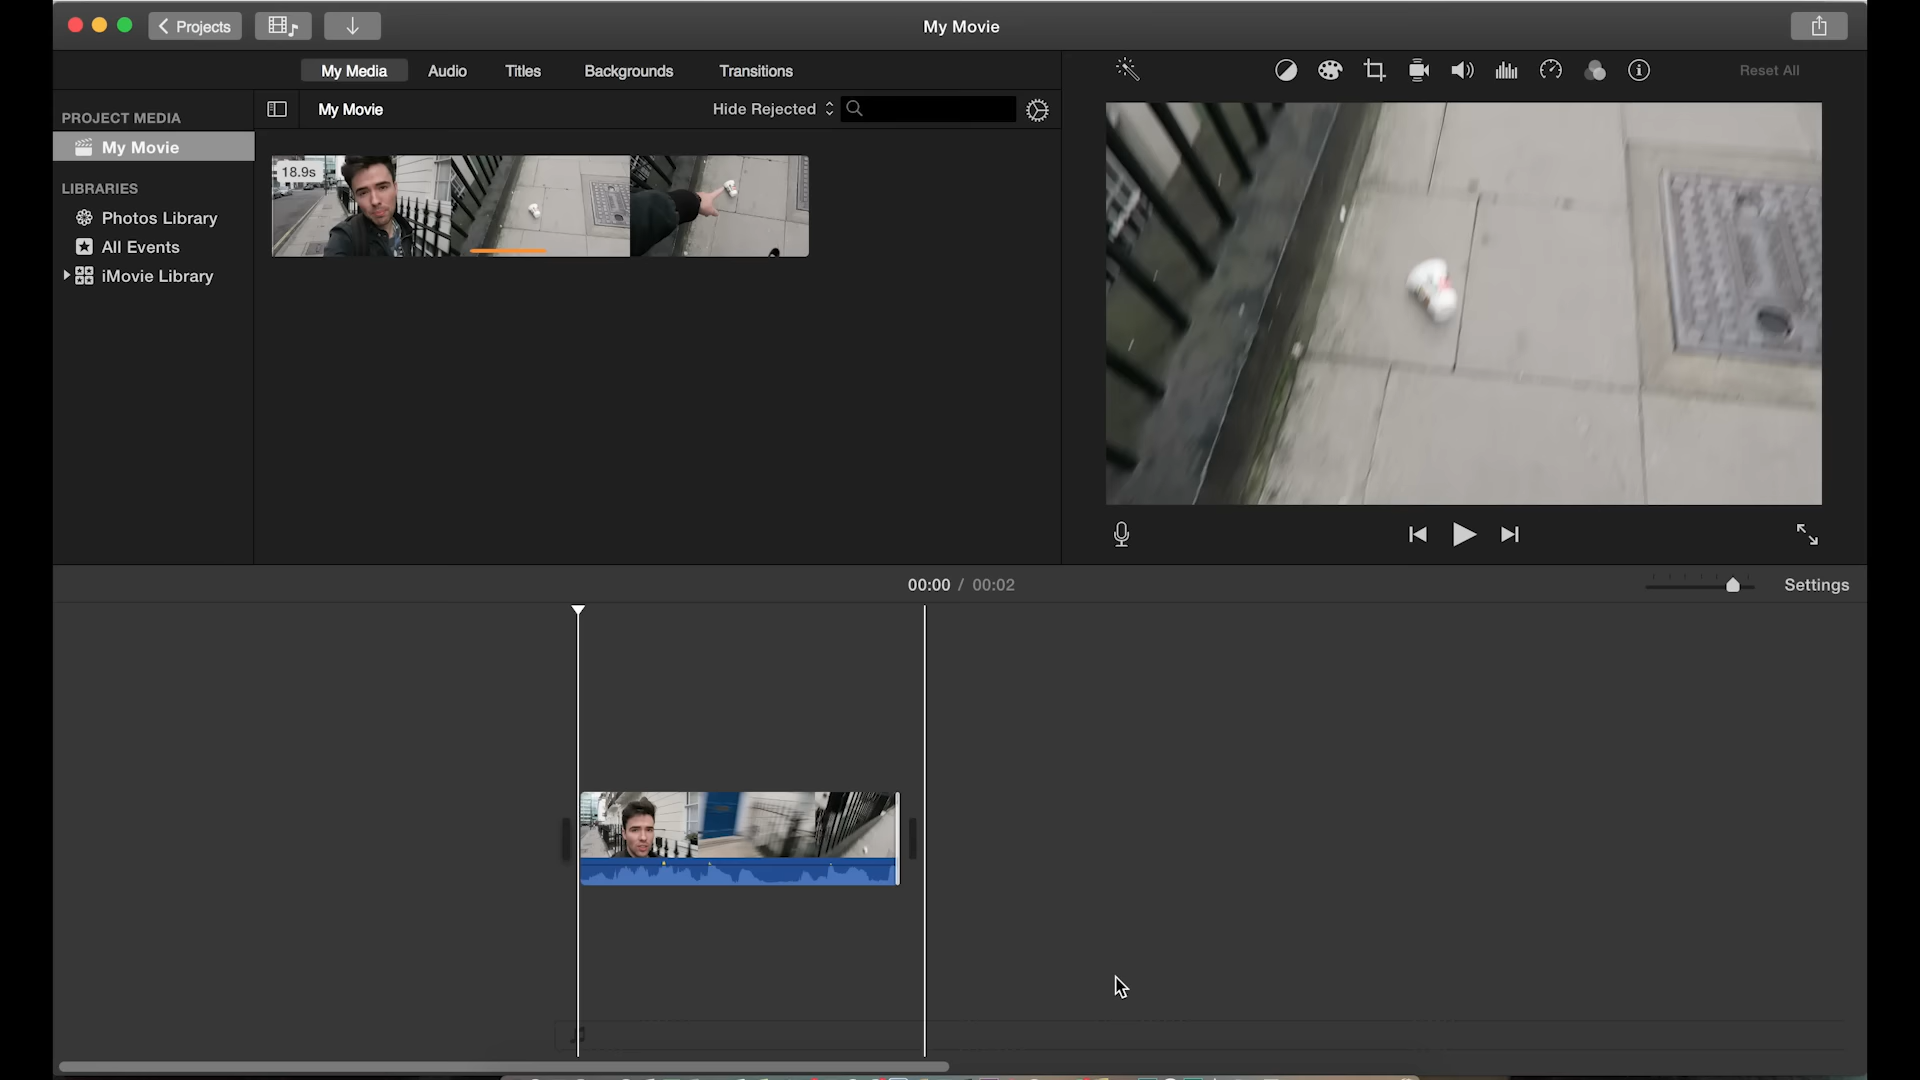 Projects
My Movie
My Media
Audio
Titles
Backgrounds
Transitions
Reset All
PROJECT MEDIA
My Movie
Hide Rejected
My Movie
18.9s
LIBRARIES
Photos Library
All Events
iMovie Library
00:00 / 00:02
Settings